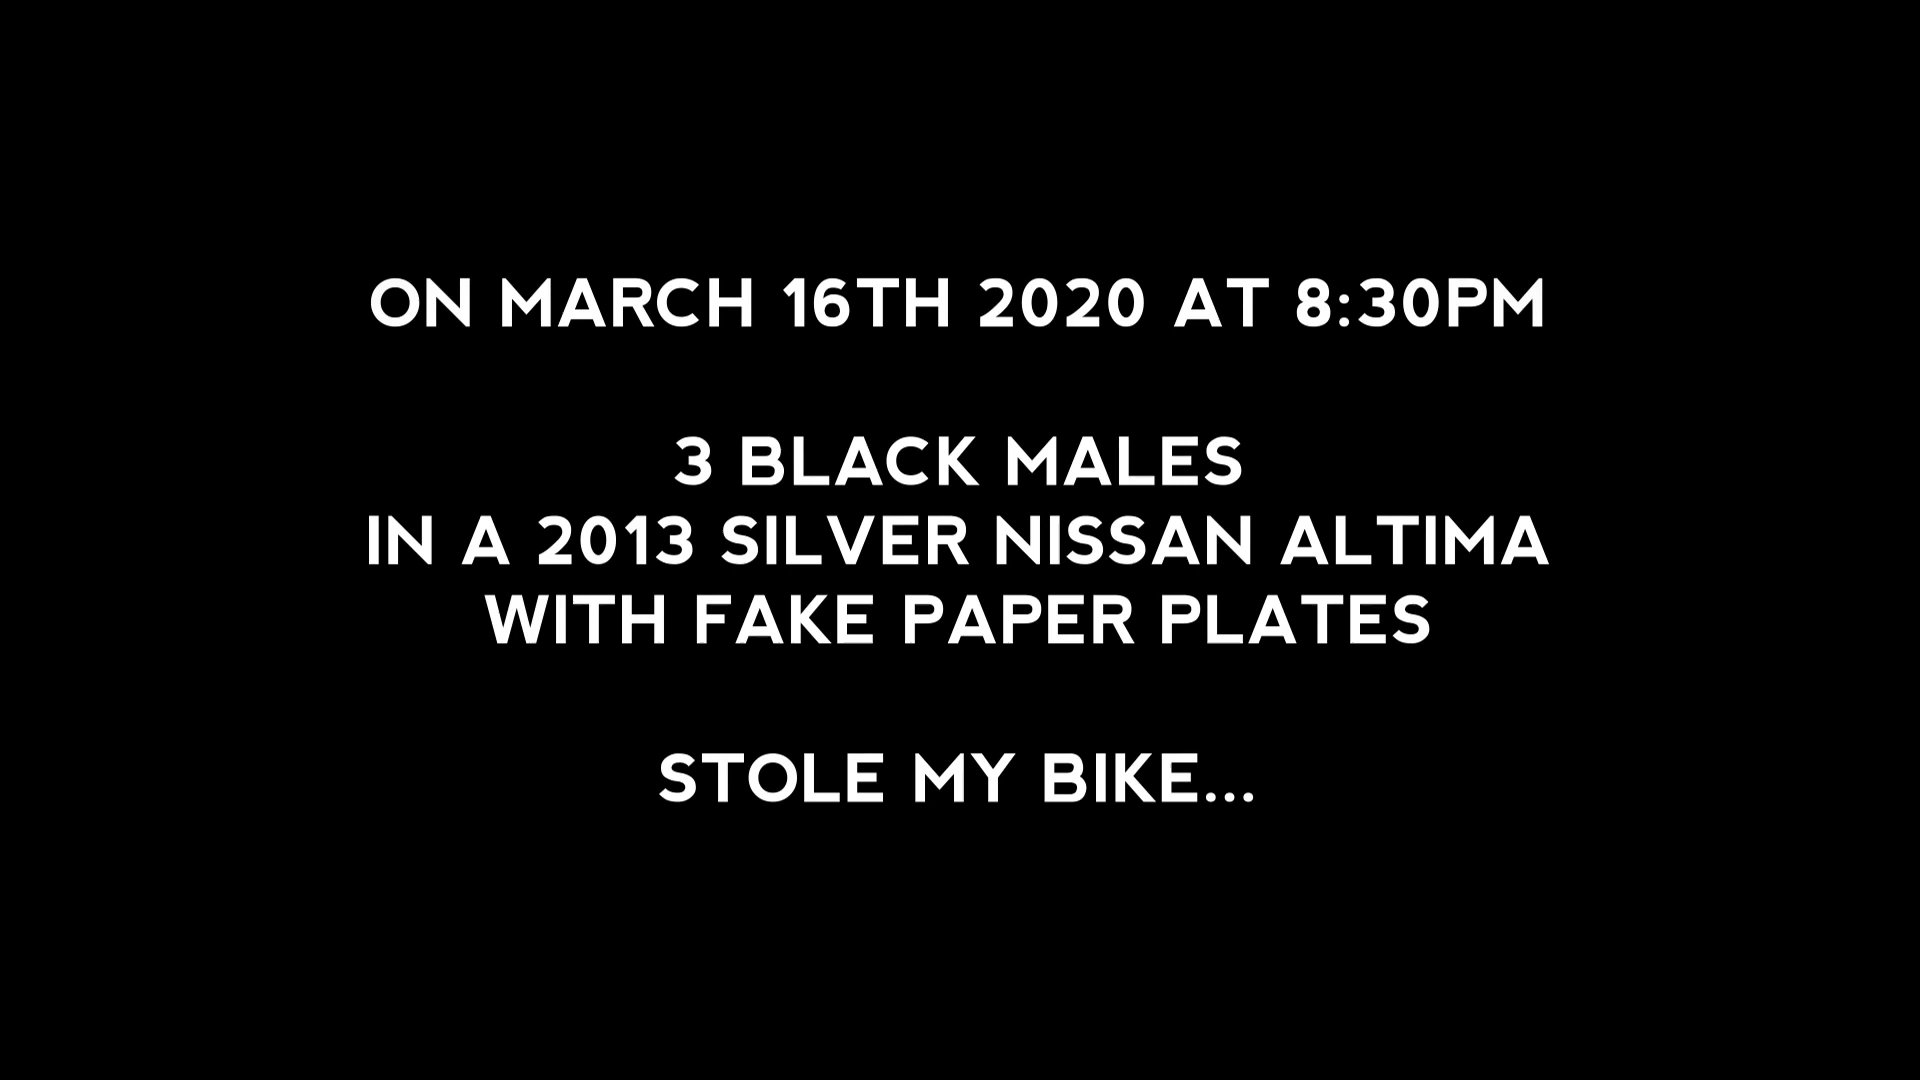 ON MARCH 16TH 2020 AT 8:30PM
3 BLACK MALES
IN A 2013 SILVER NISSAN ALTIMA
WITH FAKE PAPER PLATES
STOLE MY BIKE...